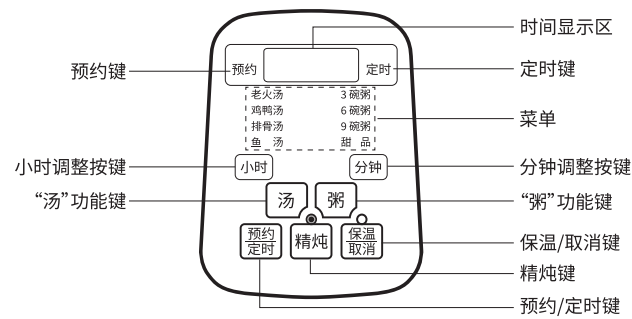 时间显示区
预约键
预约
定时
定时键
老火汤 3 碗粥
鸡鸭汤 6 碗粥
排骨汤 9 碗粥
鱼 汤 甜 品
菜单
小时调整按键
小时
分钟
分钟调整按键
“汤”功能键
汤
粥
“粥”功能键
预约
定时
精炖
保温
取消
保温/取消键
精炖键
预约/定时键